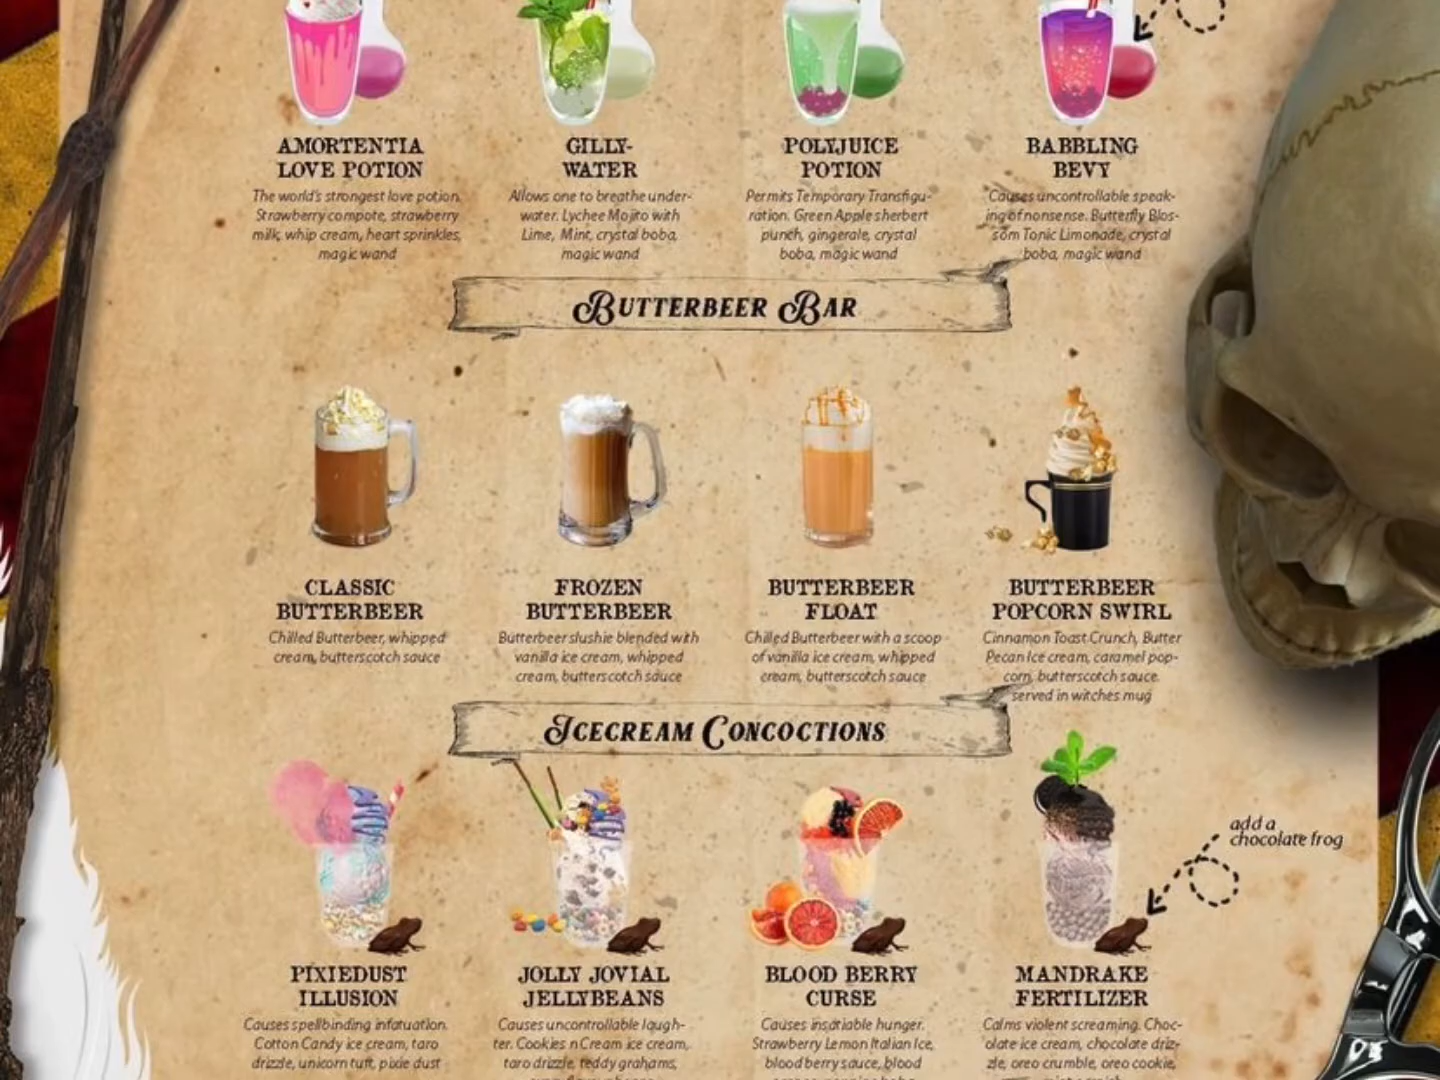 AMORTENTIA
LOVE POTION
The world's strongest love potion.
Strawberry compote, strawberry
milk, whip cream, heart sprinkles,
magic wand
GILLY-
WATER
Allows one to breathe under-
water. Lychee Mojito with
Lime, Mint, crystal boba,
magic wand
POLYJUICE
POTION
Permits Temporary Transfigu-
ration. Green Apple sherbert
punch, gingerale, crystal
boba, magic wand
BABBLING
BEVY
Causes uncontrollable speak-
ing of nonsense. Butterfly Blos-
som Tonic Limonade, crystal
boba, magic wand
BUTTERBEER BAR
CLASSIC
BUTTERBEER
Chilled Butterbeer, whipped
cream, butterscotch sauce
FROZEN
BUTTERBEER
Butterbeer slushie blended with
vanilla ice cream, whipped
cream, butterscotch sauce
BUTTERBEER
FLOAT
Chilled Butterbeer with a scoop
of vanilla ice cream, whipped
cream, butterscotch sauce
BUTTERBEER
POPCORN SWIRL
Cinnamon Toast Crunch, Butter
Pecan Ice cream, caramel pop-
corn, butterscotch sauce.
served in witches mug
ICECREAM CONCOCTIONS
add a
chocolate frog
PIXIEDUST
ILLUSION
Causes spellbinding infatuation.
Cotton Candy ice cream, taro
drizzle, unicorn tuft, pixie dust
JOLLY JOVIAL
JELLYBEANS
Causes uncontrollable laugh-
ter. Cookies n Cream ice cream,
taro drizzle, teddy grahams,
BLOOD BERRY
CURSE
Causes insatiable hunger.
Strawberry Lemon Italian Ice,
blood berry sauce, blood
MANDRAKE
FERTILIZER
Calms violent screaming. Choc-
olate ice cream, chocolate driz-
zle, oreo crumble, oreo cookie,